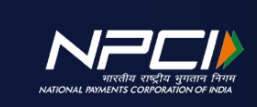 NPCI
भारतीय राष्ट्रीय भुगतान निगम
NATIONAL PAYMENTS CORPORATION OF INDIA